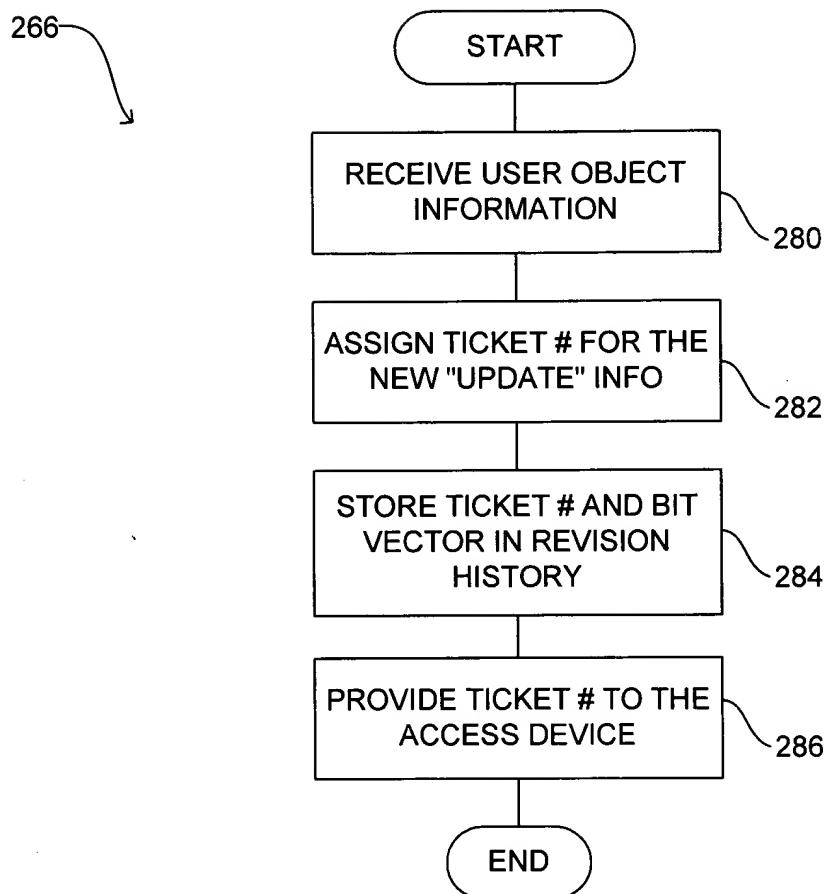 266
START
RECEIVE USER OBJECT
INFORMATION
280
ASSIGN TICKET # FOR THE
NEW "UPDATE" INFO
282
STORE TICKET # AND BIT
VECTOR IN REVISION
HISTORY
284
PROVIDE TICKET # TO THE
ACCESS DEVICE
286
END